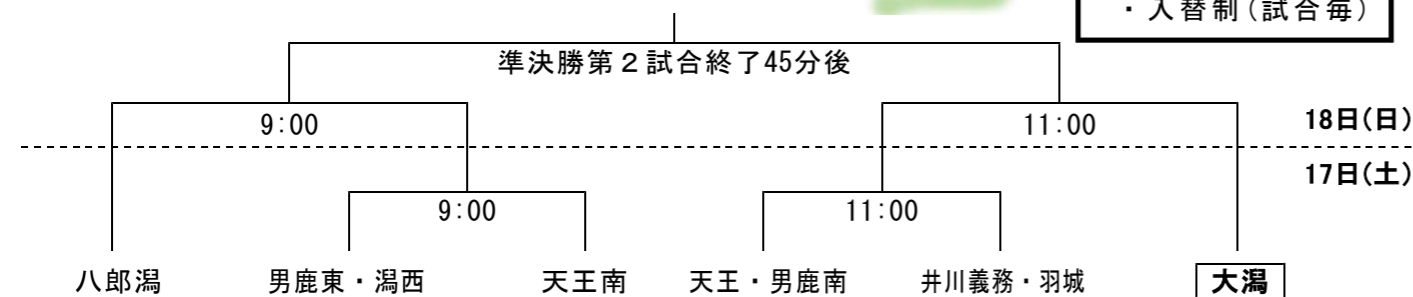 ・入替制(試合毎)
準決勝第２試合終了45分後
9:00
11:00
18日(日)
17日(土)
9:00
11:00
八郎潟
男鹿東・潟西
天王南
天王・男鹿南
井川義務・羽城
大潟